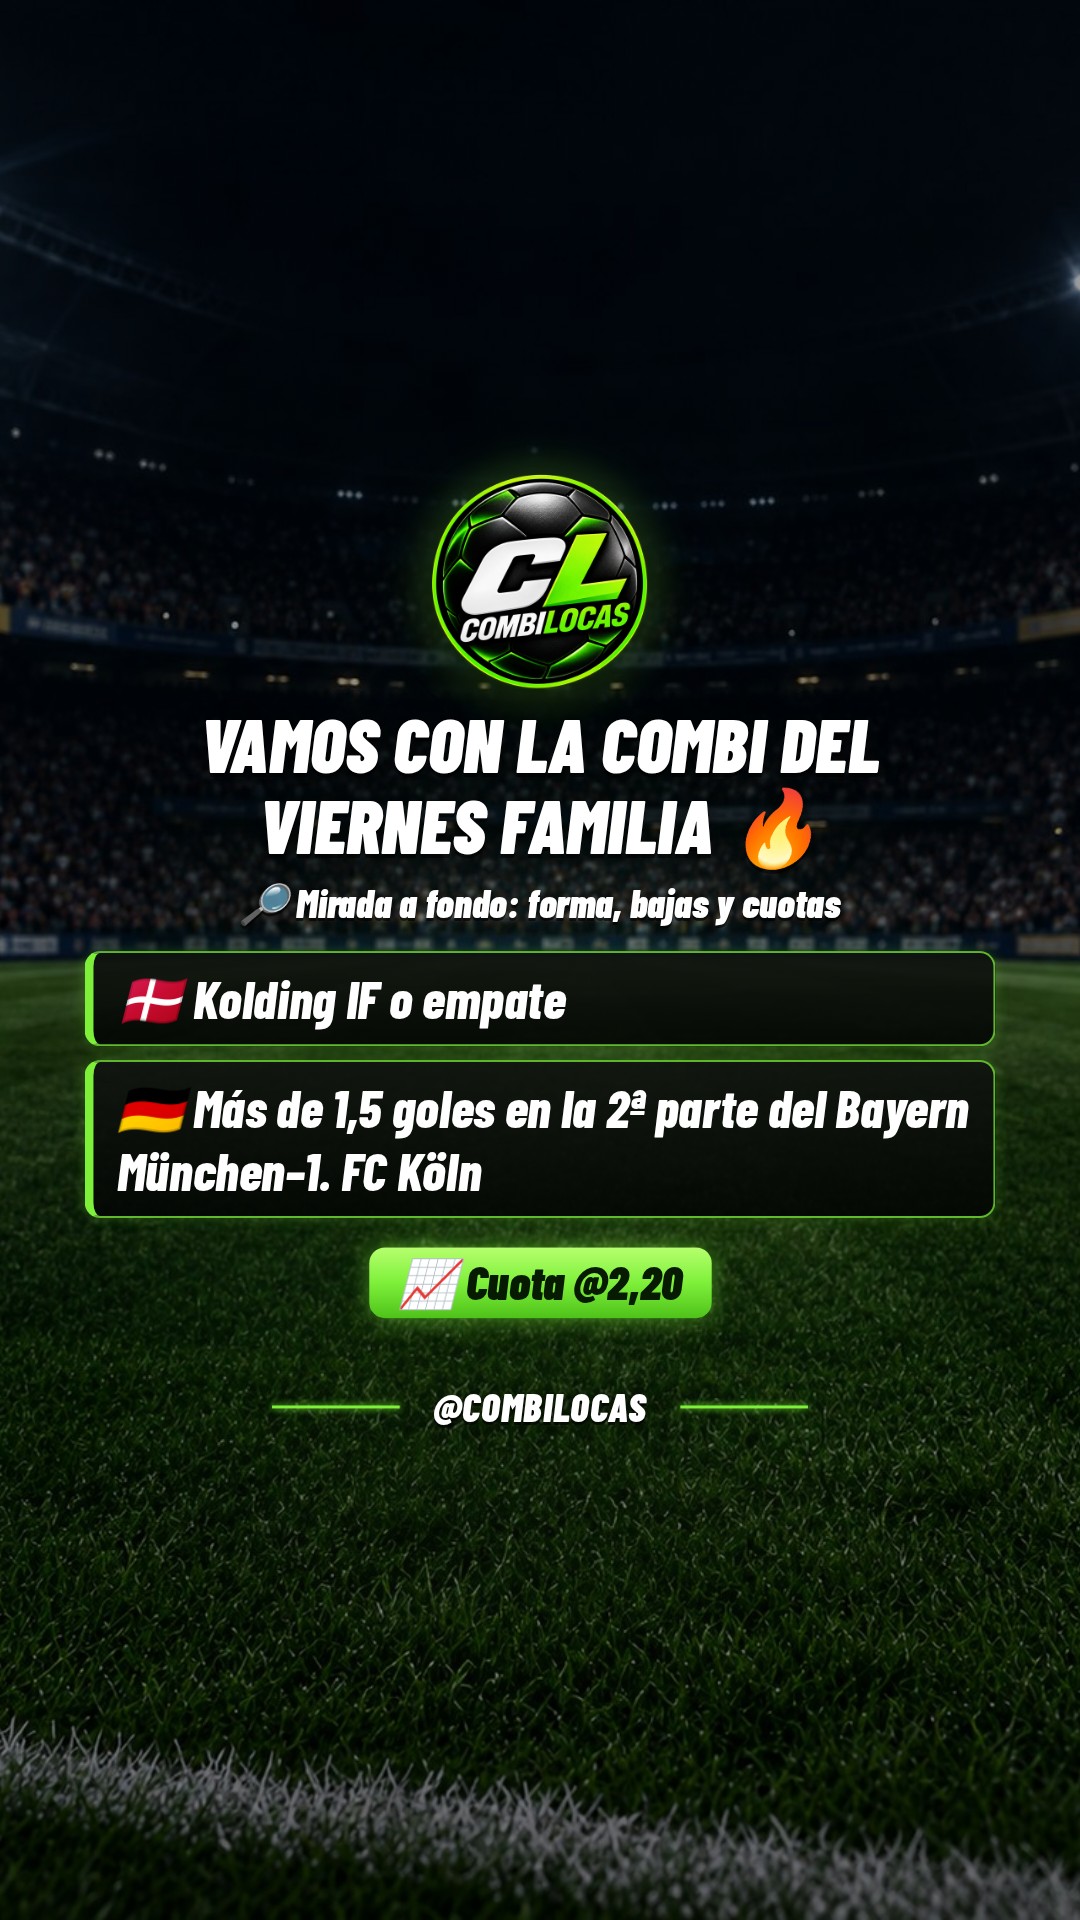 CL
COMBILOCAS
VAMOS CON LA COMBI DEL
VIERNES FAMILIA 🔥
🔎 Mirada a fondo: forma, bajas y cuotas
🇩🇰 Kolding IF o empate
🇩🇪 Más de 1,5 goles en la 2ª parte del Bayern
München-1. FC Köln
📈 Cuota @2,20
@COMBILOCAS